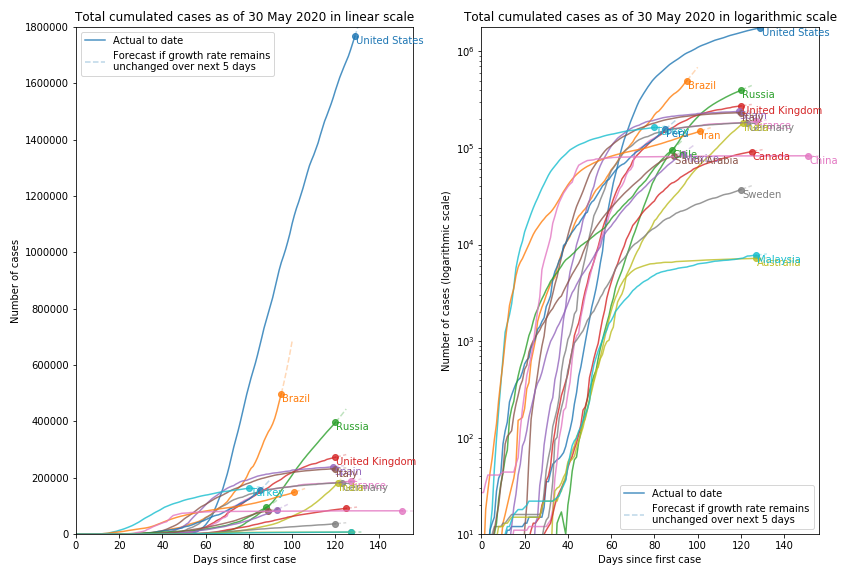 Total cumulated cases as of 30 May 2020 in linear scale
Actual to date
Forecast if growth rate remains
unchanged over next 5 days
United States
Brazil
Russia
United Kingdom
Spain
Italy
France
Germany
Turkey
Number of cases
1800000
1600000
1400000
1200000
1000000
800000
600000
400000
200000
0
0 20 40 60 80 100 120 140
Days since first case
Total cumulated cases as of 30 May 2020 in logarithmic scale
United States
Brazil
Russia
United Kingdom
Italy
France
Germany
Peru
Iran
Chile
Saudi Arabia
Canada
China
Sweden
Malaysia
Australia
Number of cases (logarithmic scale)
10⁶
10⁵
10⁴
10³
10²
10¹
Actual to date
Forecast if growth rate remains
unchanged over next 5 days
0 20 40 60 80 100 120 140
Days since first case